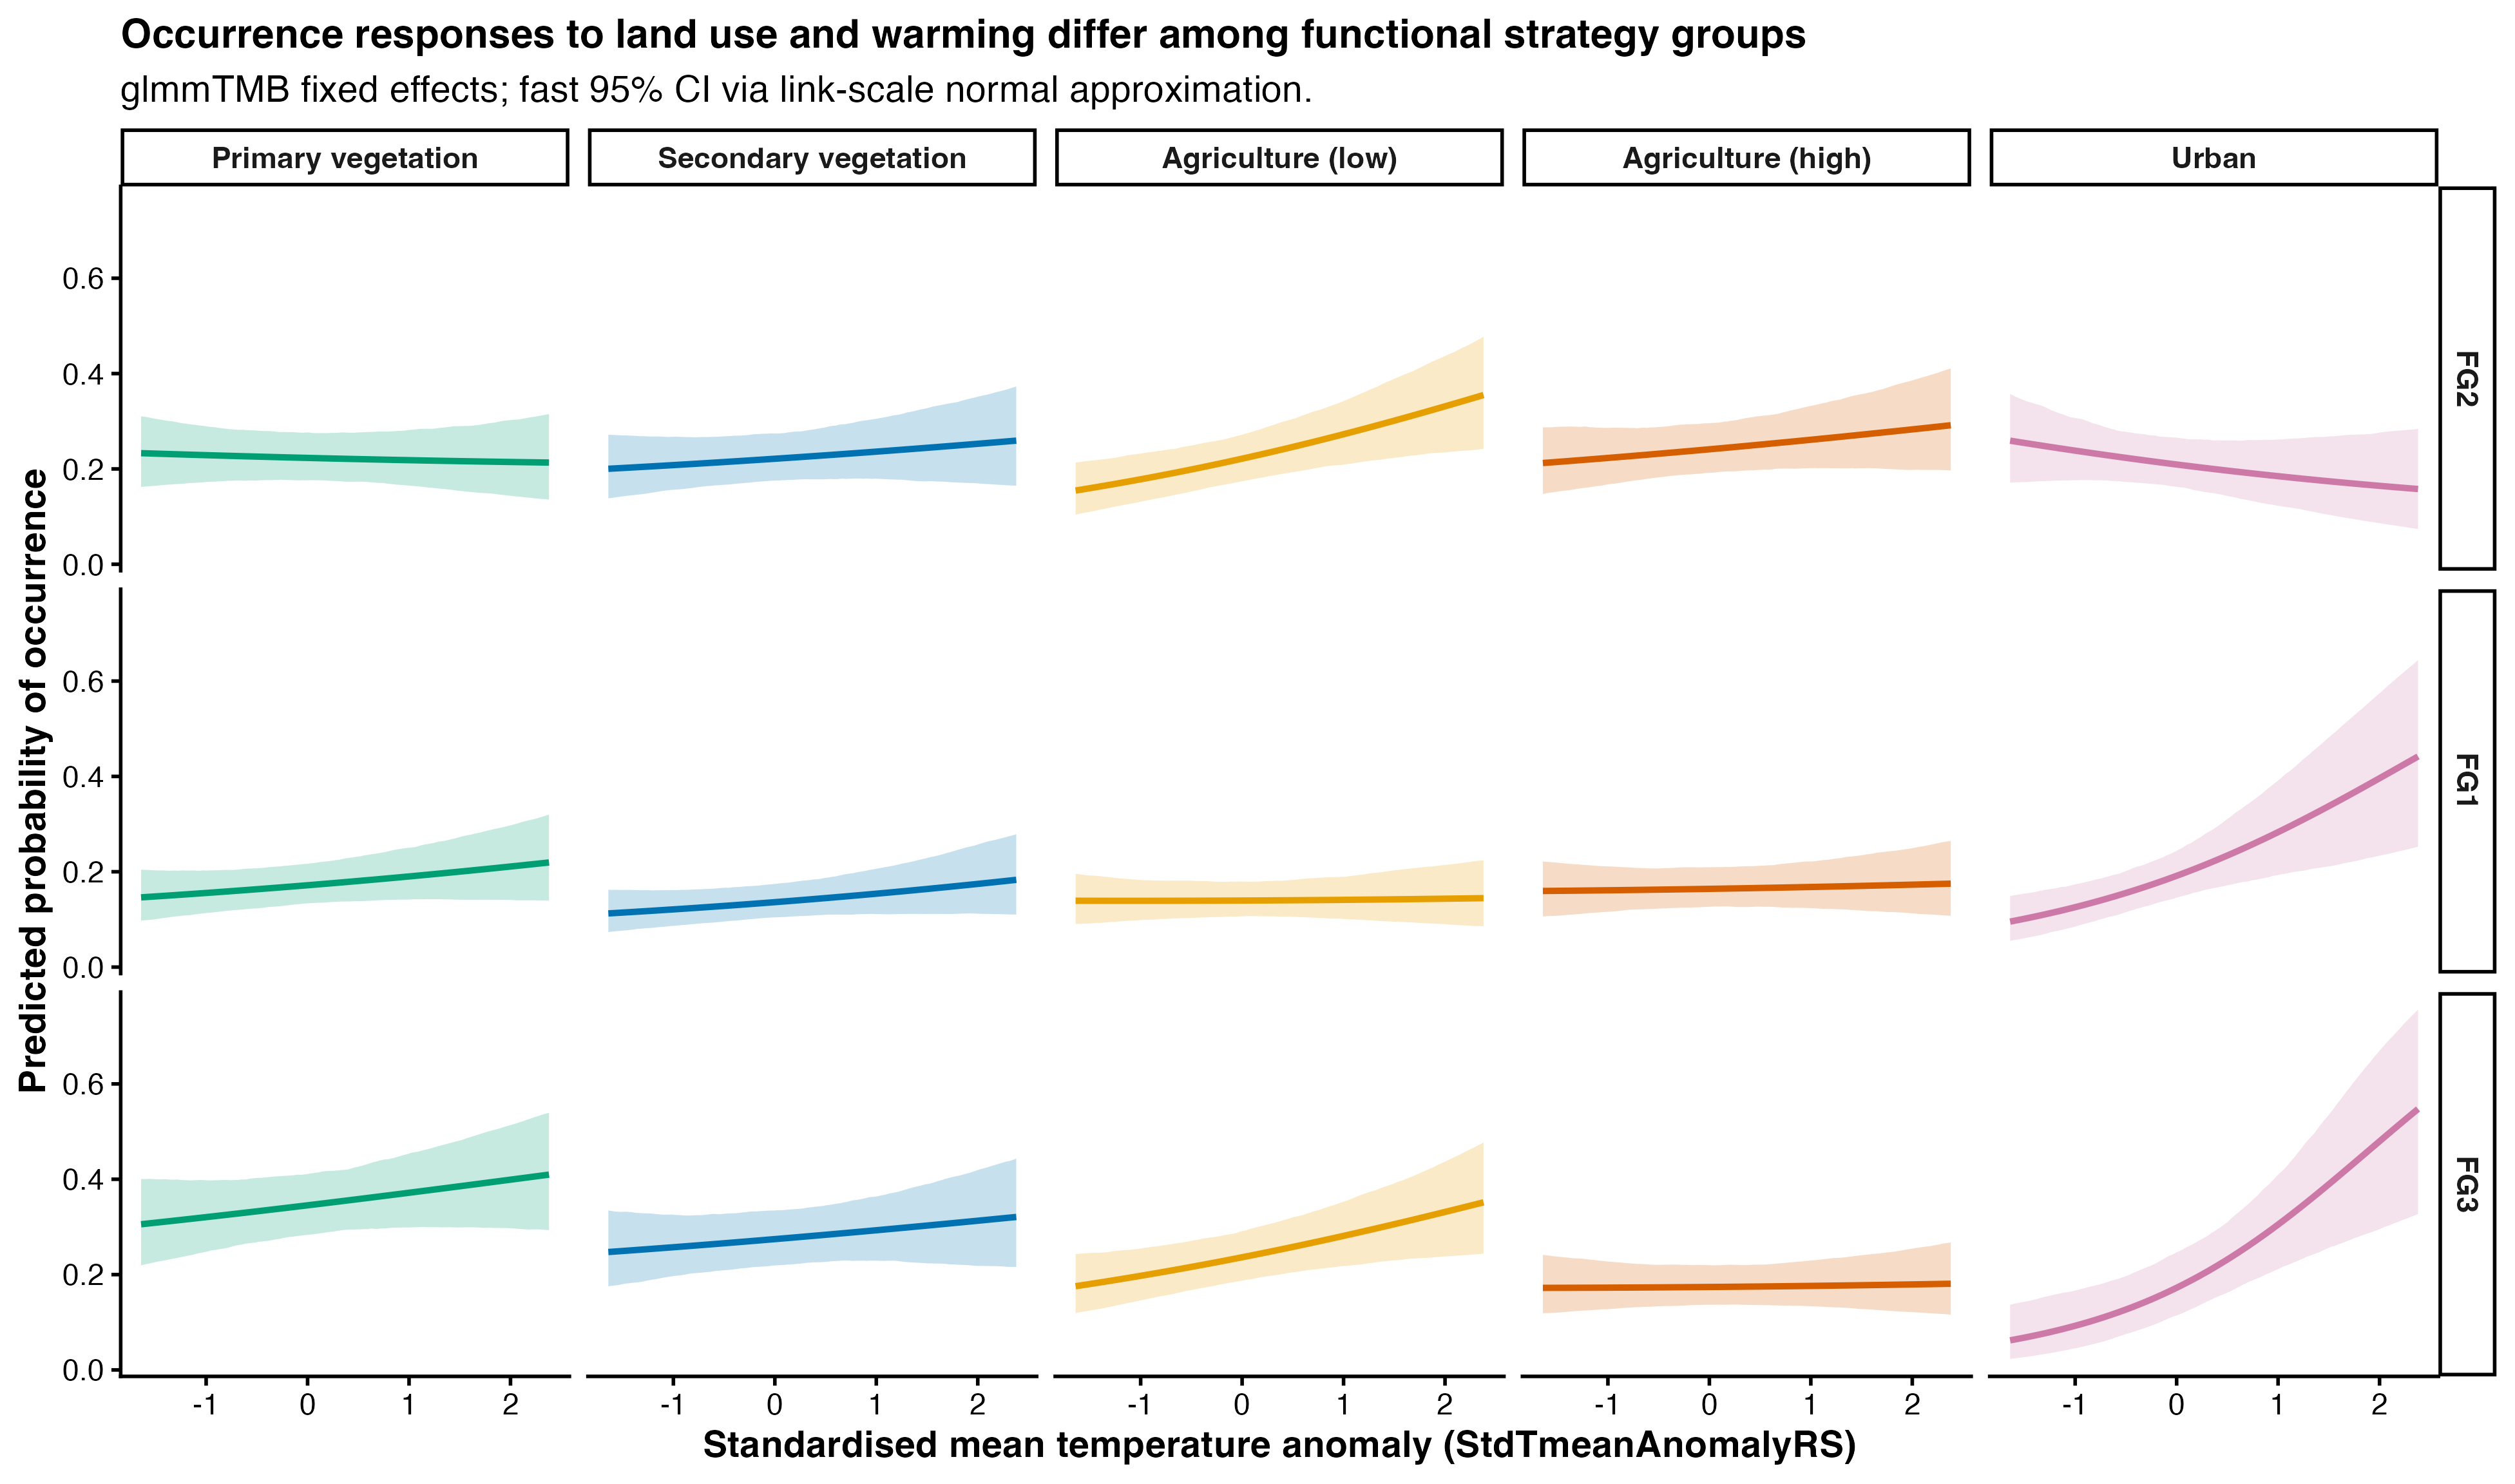 Occurrence responses to land use and warming differ among functional strategy groups
glmmTMB fixed effects; fast 95% CI via link-scale normal approximation.
Primary vegetation
Secondary vegetation
Agriculture (low)
Agriculture (high)
Urban
Predicted probability of occurrence
0.6
0.4
0.2
0.0
FG2
0.6
0.4
0.2
0.0
FG1
0.6
0.4
0.2
0.0
FG3
-1 0 1 2
-1 0 1 2
-1 0 1 2
-1 0 1 2
-1 0 1 2
Standardised mean temperature anomaly (StdTmeanAnomalyRS)